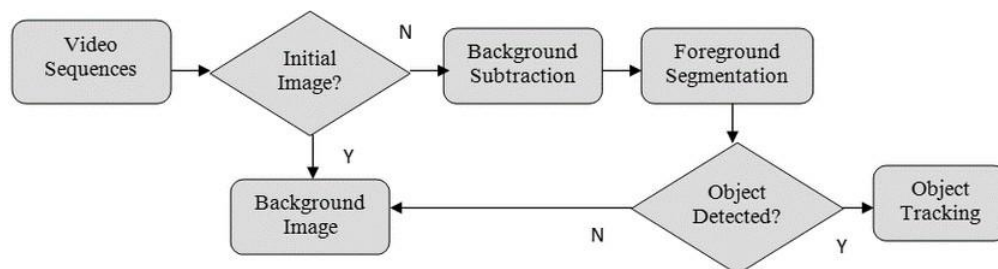 Video
Sequences
Initial
Image?
N
Background
Subtraction
Foreground
Segmentation
Y
Background
Image
Object
Detected?
N
Y
Object
Tracking